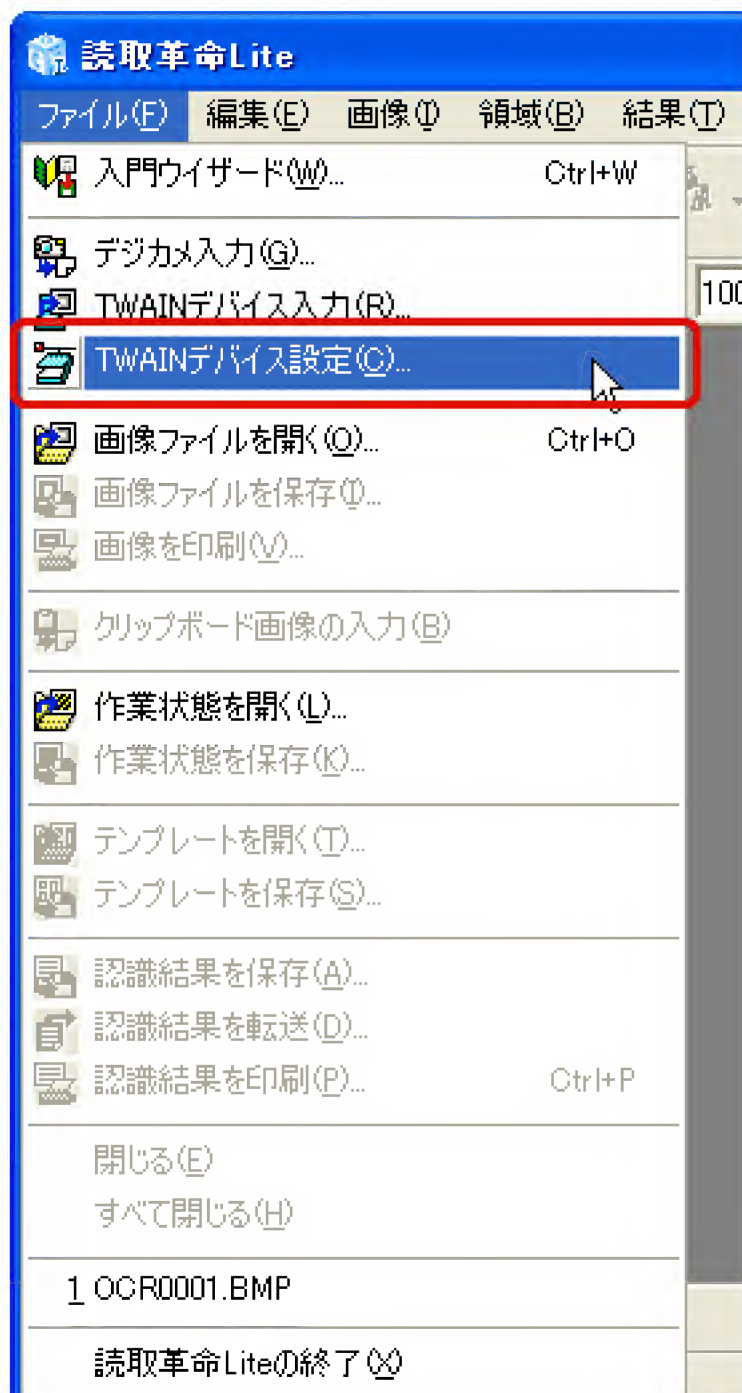 読取革命Lite
ファイル(F) 編集(E) 画像(I) 領域(B) 結果(T)
入門ウイザード(W)... Ctrl+W
デジカメ入力(G)...
TWAINデバイス入力(R)...
100
TWAINデバイス設定(C)...
画像ファイルを開く(O)... Ctrl+O
画像ファイルを保存(I)...
画像を印刷(V)...
クリップボード画像の入力(B)
作業状態を開く(L)...
作業状態を保存(K)...
テンプレートを開く(T)...
テンプレートを保存(S)...
認識結果を保存(A)...
認識結果を転送(D)...
認識結果を印刷(P)... Ctrl+P
閉じる(E)
すべて閉じる(H)
1 OCR0001.BMP
読取革命Liteの終了(X)